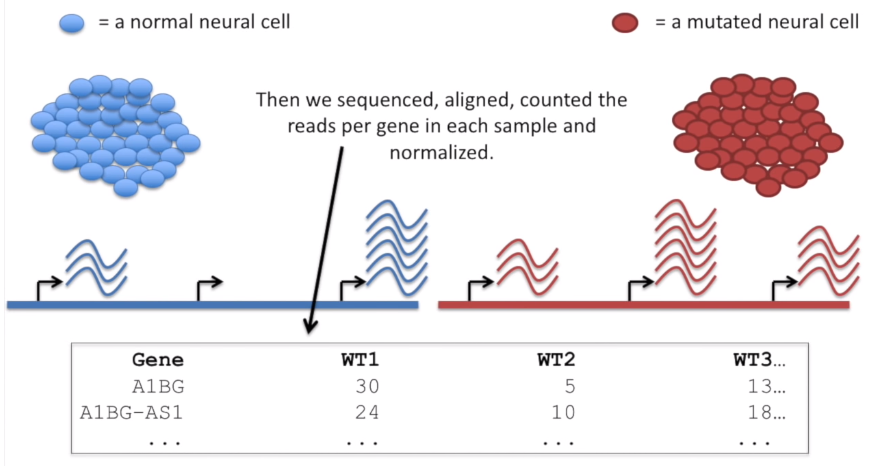 = a normal neural cell
= a mutated neural cell
Then we sequenced, aligned, counted the
reads per gene in each sample and
normalized.
Gene WT1 WT2 WT3...
A1BG 30 5 13...
A1BG-AS1 24 10 18...
... ... ... ...